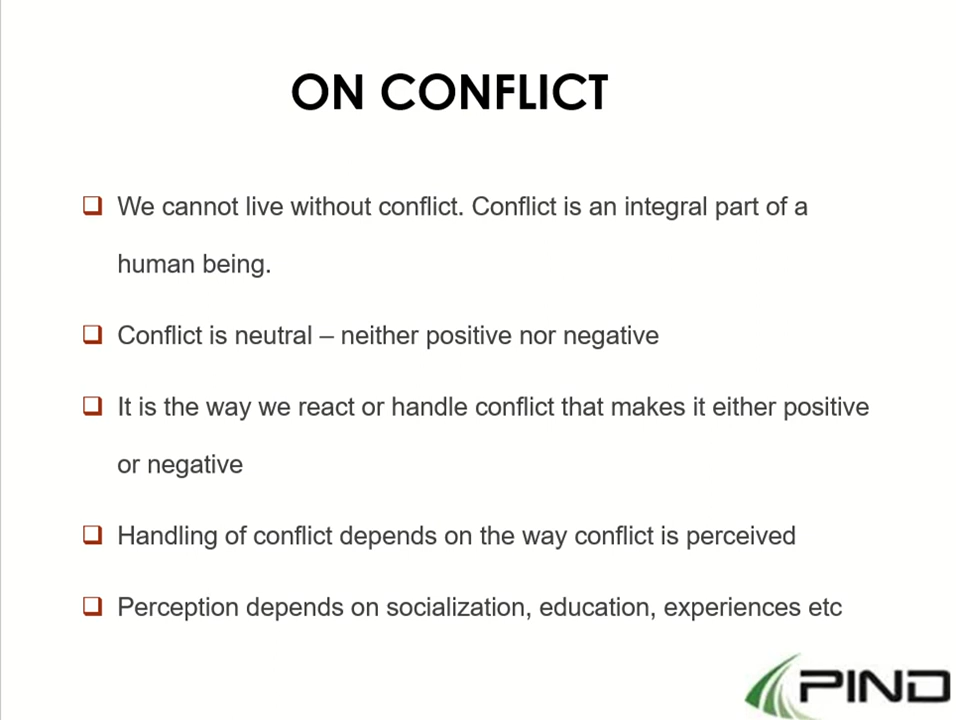 ON CONFLICT
We cannot live without conflict. Conflict is an integral part of a
human being.
Conflict is neutral – neither positive nor negative
It is the way we react or handle conflict that makes it either positive
or negative
Handling of conflict depends on the way conflict is perceived
Perception depends on socialization, education, experiences etc
PIND